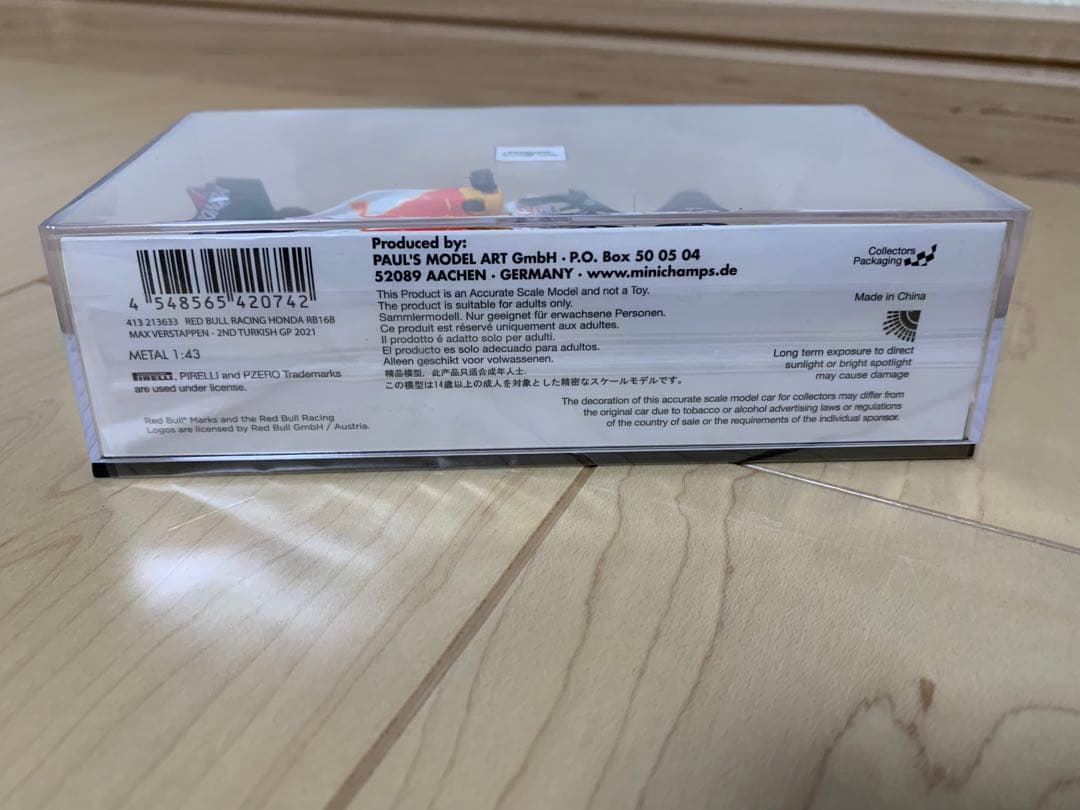 4 548565 420742
413 213633 RED BULL RACING HONDA RB16B
MAX VERSTAPPEN - 2ND TURKISH GP 2021
METAL 1:43
PIRELLI, PIRELLI and PZERO Trademarks
are used under license.
Red Bull® Marks and the Red Bull Racing
Logos are licensed by Red Bull GmbH / Austria.
Produced by:
PAUL'S MODEL ART GmbH · P.O. Box 50 05 04
52089 AACHEN · GERMANY · www.minichamps.de
This Product is an Accurate Scale Model and not a Toy.
The product is suitable for adults only.
Sammlermodell. Nur geeignet für erwachsene Personen.
Ce produit est réservé uniquement aux adultes.
Il prodotto é adatto solo per adulti.
El producto es solo adecuado para adultos.
Alleen geschikt voor volwassenen.
精品模型，此产品只适合成年人士.
この模型は14歳以上の成人を対象とした精密なスケールモデルです。
Collectors
Packaging
Made in China
Long term exposure to direct
sunlight or bright spotlight
may cause damage
The decoration of this accurate scale model car for collectors may differ from
the original car due to tobacco or alcohol advertising laws or regulations
of the country of sale or the requirements of the individual sponsor.